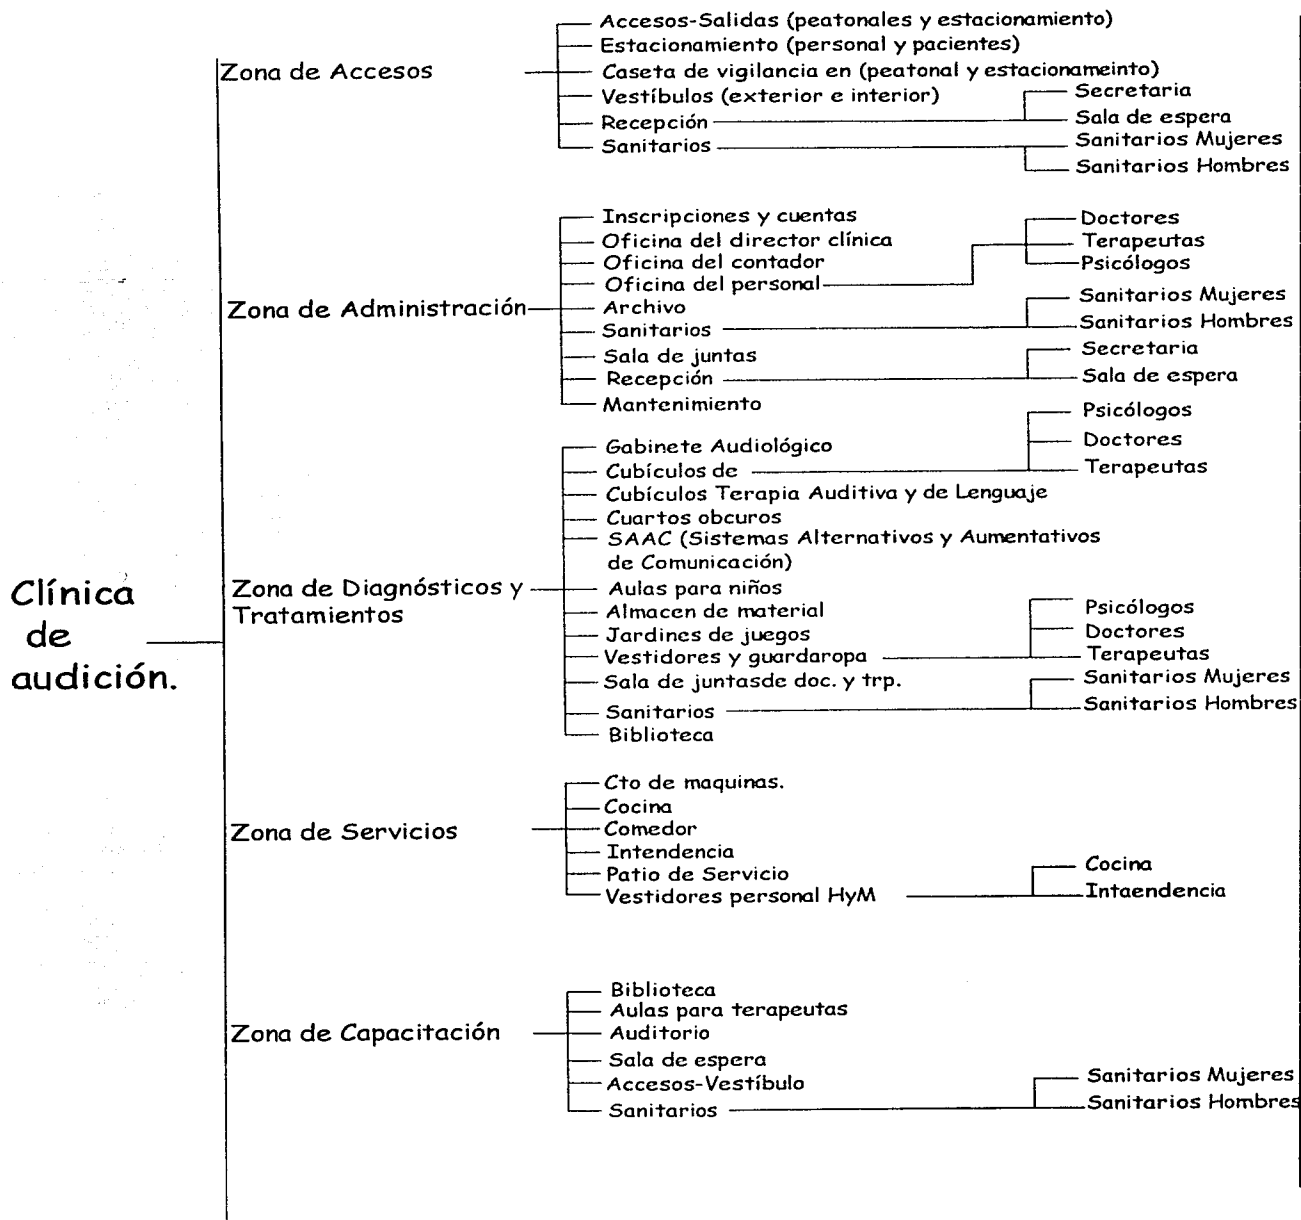 Clínica
de
audición.
Zona de Accesos
Accesos-Salidas (peatonales y estacionamiento)
Estacionamiento (personal y pacientes)
Caseta de vigilancia en (peatonal y estacionameinto)
Vestíbulos (exterior e interior)
Recepción
Secretaria
Sala de espera
Sanitarios
Sanitarios Mujeres
Sanitarios Hombres
Zona de Administración
Inscripciones y cuentas
Oficina del director clínica
Oficina del contador
Oficina del personal
Doctores
Terapeutas
Psicólogos
Archivo
Sanitarios
Sanitarios Mujeres
Sanitarios Hombres
Sala de juntas
Recepción
Secretaria
Sala de espera
Mantenimiento
Zona de Diagnósticos y
Tratamientos
Gabinete Audiológico
Cubículos de
Psicólogos
Doctores
Terapeutas
Cubículos Terapia Auditiva y de Lenguaje
Cuartos obcuros
SAAC (Sistemas Alternativos y Aumentativos
de Comunicación)
Aulas para niños
Almacen de material
Jardines de juegos
Vestidores y guardaropa
Psicólogos
Doctores
Terapeutas
Sala de juntasde doc. y trp.
Sanitarios
Sanitarios Mujeres
Sanitarios Hombres
Biblioteca
Zona de Servicios
Cto de maquinas.
Cocina
Comedor
Intendencia
Patio de Servicio
Vestidores personal HyM
Cocina
Intaendencia
Zona de Capacitación
Biblioteca
Aulas para terapeutas
Auditorio
Sala de espera
Accesos-Vestíbulo
Sanitarios
Sanitarios Mujeres
Sanitarios Hombres